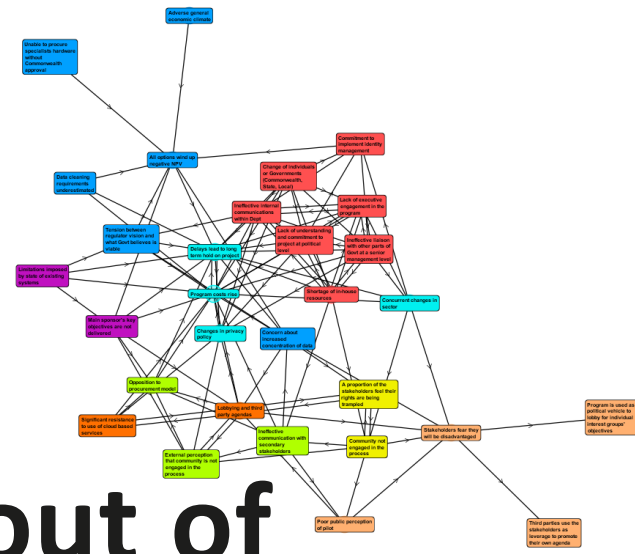 Adverse general
economic climate
Unable to procure
specialists hardware
without
Commonwealth
approval
Commitment to
implement identity
management
All options wind up
negative NPV
Change of individuals
or Governments
(Commonwealth,
State, Local)
Data cleaning
requirements
underestimated
Lack of executive
engagement in the
program
Ineffective internal
communications
within Dept
Tension between
regulator vision and
what Govt believes is
viable
Lack of understanding
and commitment to
project at political
level
Ineffective liaison
with other parts of
Govt at a senior
management level
Delays lead to long
term hold on project
Limitations imposed
by state of existing
systems
Program costs rise
Shortage of in-house
resources
Concurrent changes in
sector
Main sponsor's key
objectives are not
delivered
Changes in privacy
policy
Concern about
increased
concentration of data
Opposition to
procurement model
A proportion of the
stakeholders feel their
rights are being
trampled
Lobbying and third
party agendas
Program is used as
political vehicle to
lobby for individual
interest groups'
objectives
Significant resistance
to use of cloud based
services
Ineffective
communication with
secondary
stakeholders
Stakeholders fear they
will be disadvantaged
Community not
engaged in the
process
External perception
that community is not
engaged in the
process
Poor public perception
of pilot
Third parties use the
stakeholders as
leverage to promote
their own agenda
out of